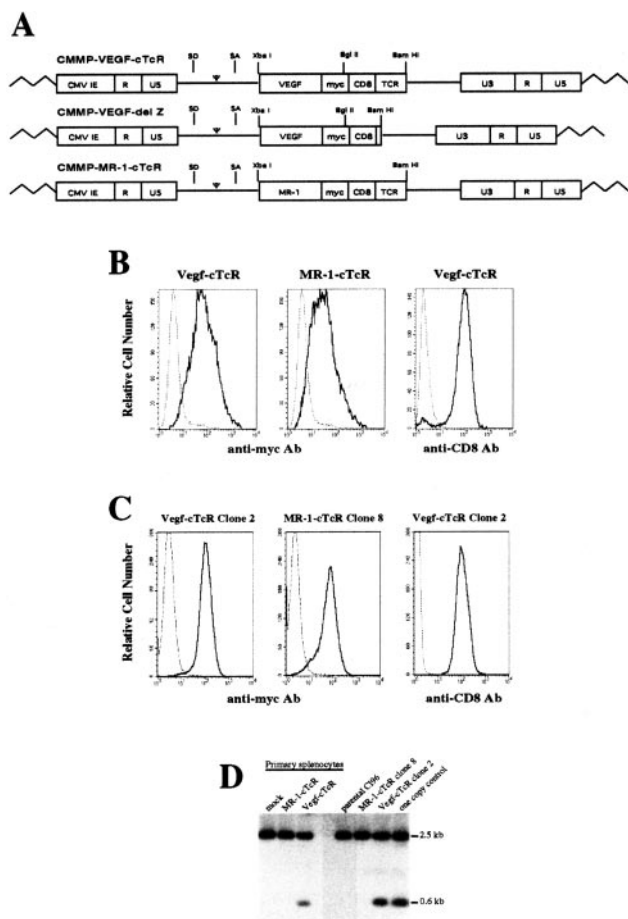 A
CMMP-VEGF-cTcR
SD SA Xba I Bgl II Bam HI
CMV IE R U5 Ψ VEGF myc CD8 TCR U3 R U5
CMMP-VEGF-del Z
SD SA Xba I Bgl II Bam HI
CMV IE R U5 Ψ VEGF myc CD8 U3 R U5
CMMP-MR-1-cTcR
SD SA Xba I Bam HI
CMV IE R U5 Ψ MR-1 myc CD8 TCR U3 R U5
B
Vegf-cTcR MR-1-cTcR Vegf-cTcR
Relative Cell Number
anti-myc Ab anti-CD8 Ab
C
Vegf-cTcR Clone 2 MR-1-cTcR Clone 8 Vegf-cTcR Clone 2
Relative Cell Number
anti-myc Ab anti-CD8 Ab
D
Primary splenocytes
mock
MR-1-cTcR
Vegf-cTcR
parental CT96
MR-1-cTcR clone 8
Vegf-cTcR clone 2
one copy control
2.5 kb
0.6 kb